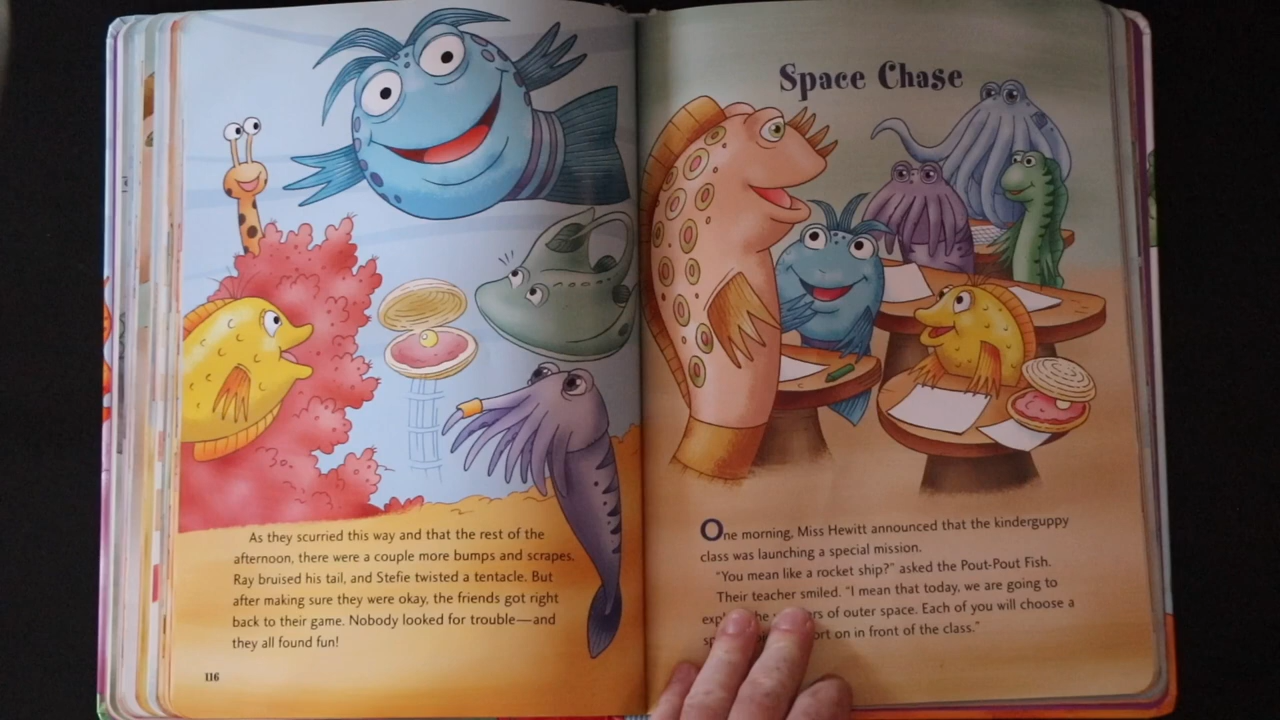 As they scurried this way and that the rest of the
afternoon, there were a couple more bumps and scrapes.
Ray bruised his tail, and Stefie twisted a tentacle. But
after making sure they were okay, the friends got right
back to their game. Nobody looked for trouble—and
they all found fun!
116
Space Chase
One morning, Miss Hewitt announced that the kinderguppy
class was launching a special mission.
"You mean like a rocket ship?" asked the Pout-Pout Fish.
Their teacher smiled. "I mean that today, we are going to
the of outer space. Each of you will choose a
on in front of the class."